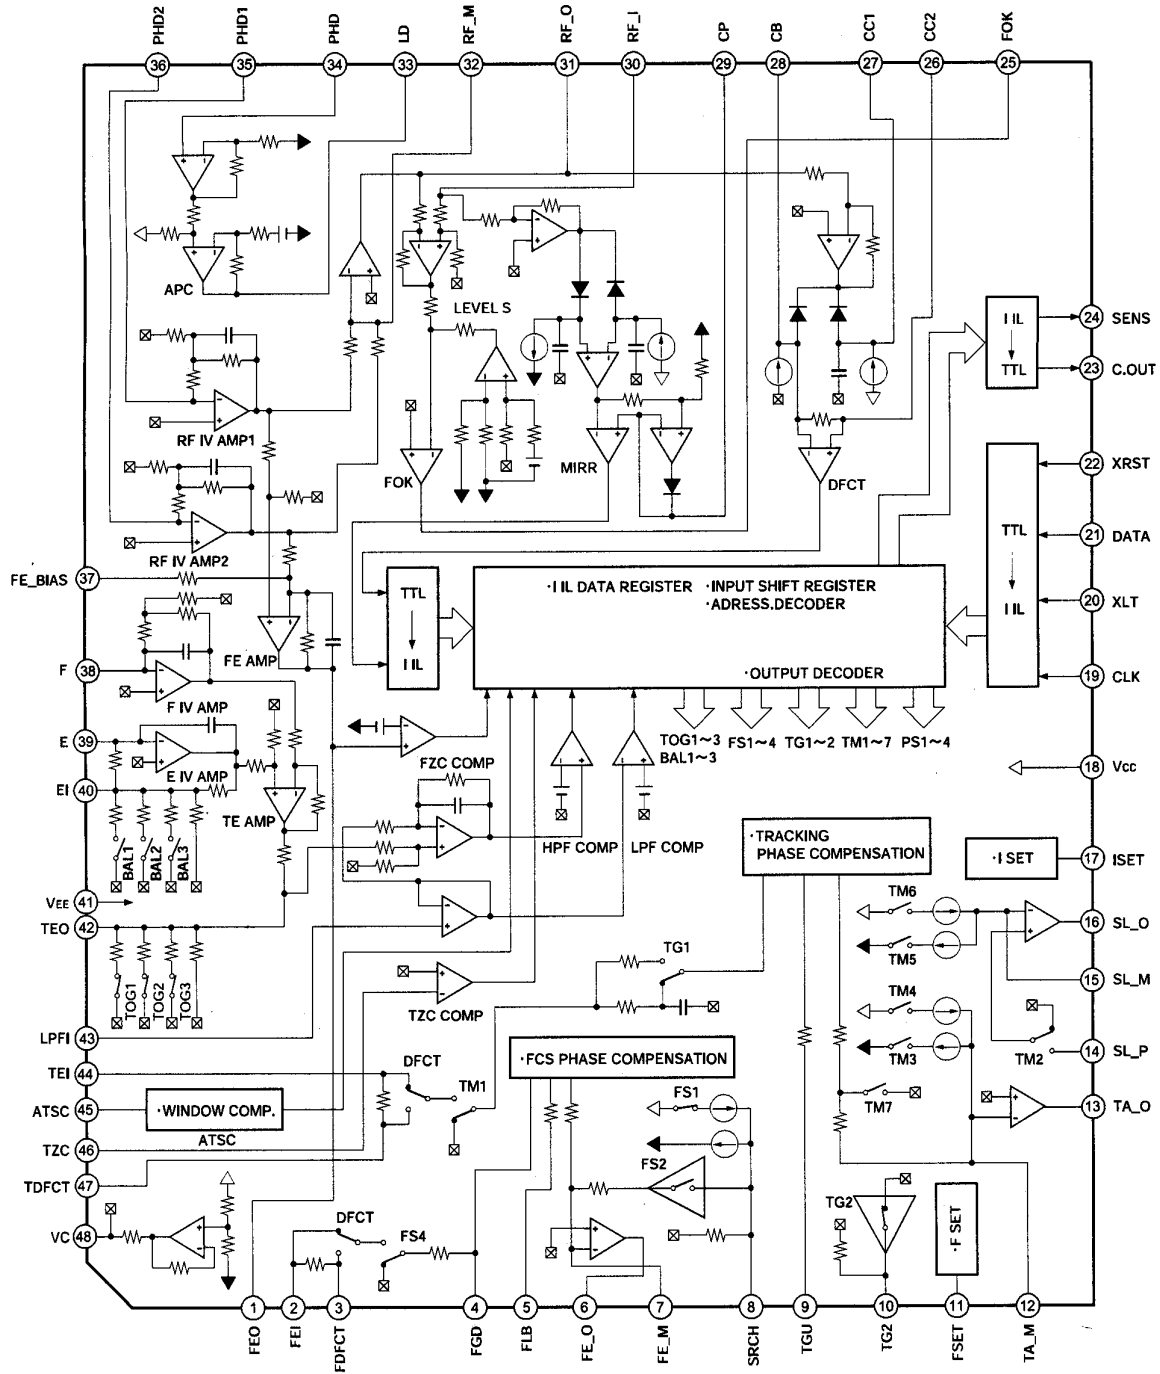 PHD2
PHD1
PHD
LD
RF_M
RF_O
RF_I
CP
CB
CC1
CC2
FOK
36
35
34
33
32
31
30
29
28
27
26
25
APC
LEVEL S
RF IV AMP1
FOK
MIRR
DFCT
RF IV AMP2
I IL
TTL
24 SENS
23 C.OUT
22 XRST
TTL
I IL
21 DATA
20 XLT
19 CLK
FE_BIAS 37
TTL
I IL
·I IL DATA REGISTER ·INPUT SHIFT REGISTER
·ADRESS.DECODER
·OUTPUT DECODER
FE AMP
F 38
F IV AMP
E 39
E IV AMP
EI 40
TE AMP
BAL1
BAL2
BAL3
FZC COMP
HPF COMP
LPF COMP
TOG1~3
BAL1~3
FS1~4
TG1~2
TM1~7
PS1~4
18 Vcc
·TRACKING
PHASE COMPENSATION
·I SET
17 ISET
VEE 41
TEO 42
TOG1
TOG2
TOG3
TZC COMP
TG1
TM6
TM5
16 SL_O
15 SL_M
TM4
TM3
TM2
14 SL_P
LPFI 43
TEI 44
ATSC 45
·WINDOW COMP.
ATSC
TZC 46
TDFCT 47
VC 48
DFCT
TM1
·FCS PHASE COMPENSATION
FS1
FS2
TM7
13 TA_O
TG2
·F SET
DFCT
FS4
1
2
3
4
5
6
7
8
9
10
11
12
FEO
FEI
FDFCT
FGD
FLB
FE_O
FE_M
SRCH
TGU
TG2
FSET
TA_M